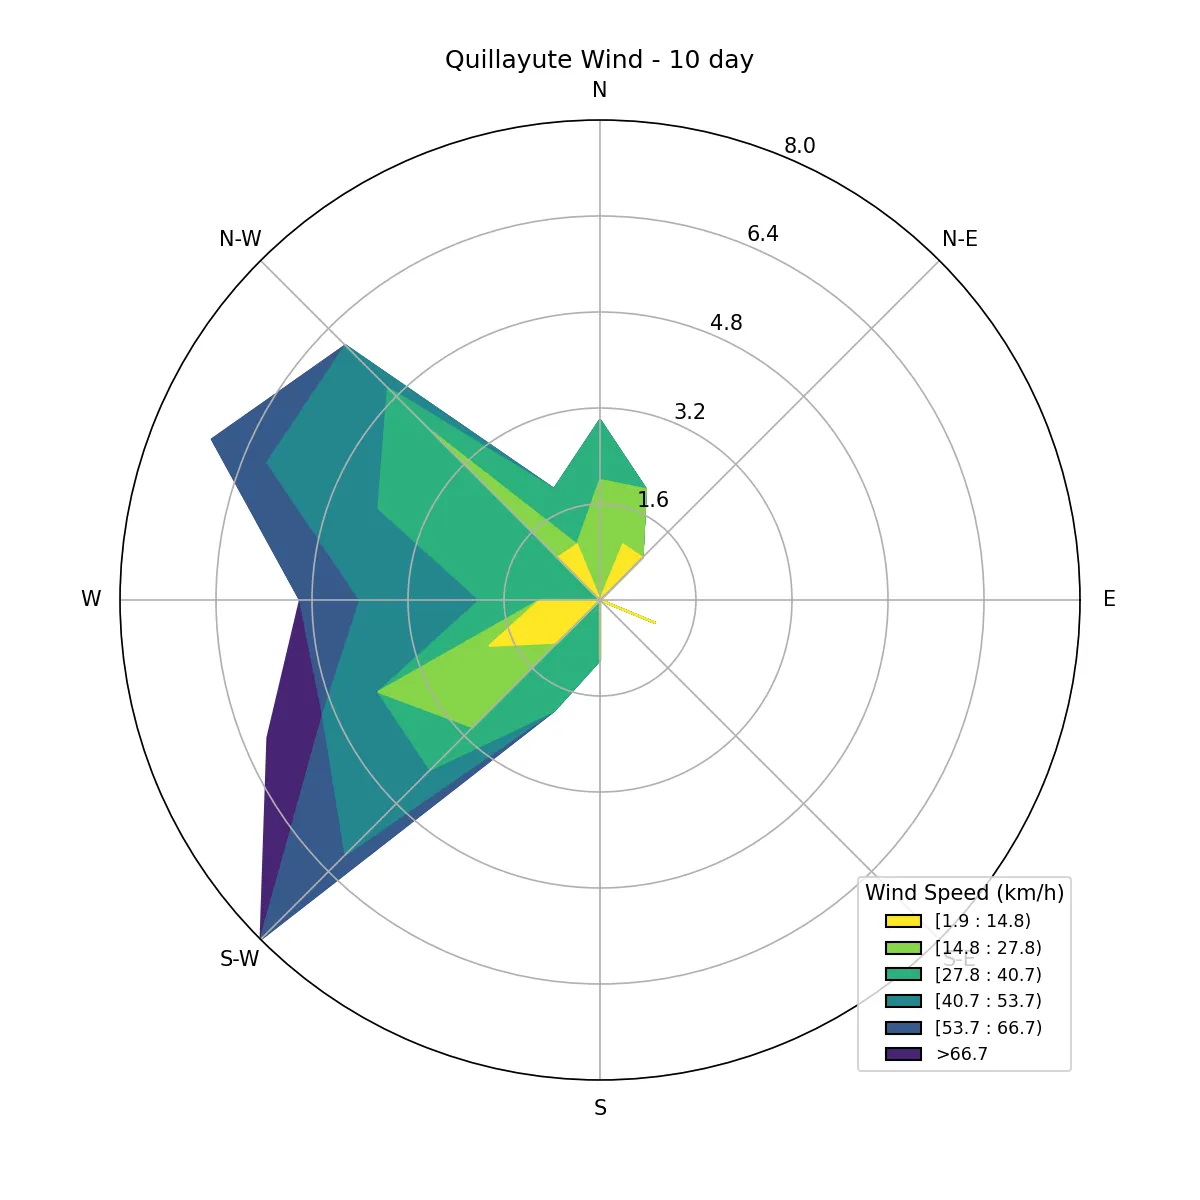 Quillayute Wind - 10 day
N
8.0
N-W
N-E
6.4
4.8
3.2
1.6
W
E
S-W
S-E
S
Wind Speed (km/h)
[1.9 : 14.8)
[14.8 : 27.8)
[27.8 : 40.7)
[40.7 : 53.7)
[53.7 : 66.7)
>66.7